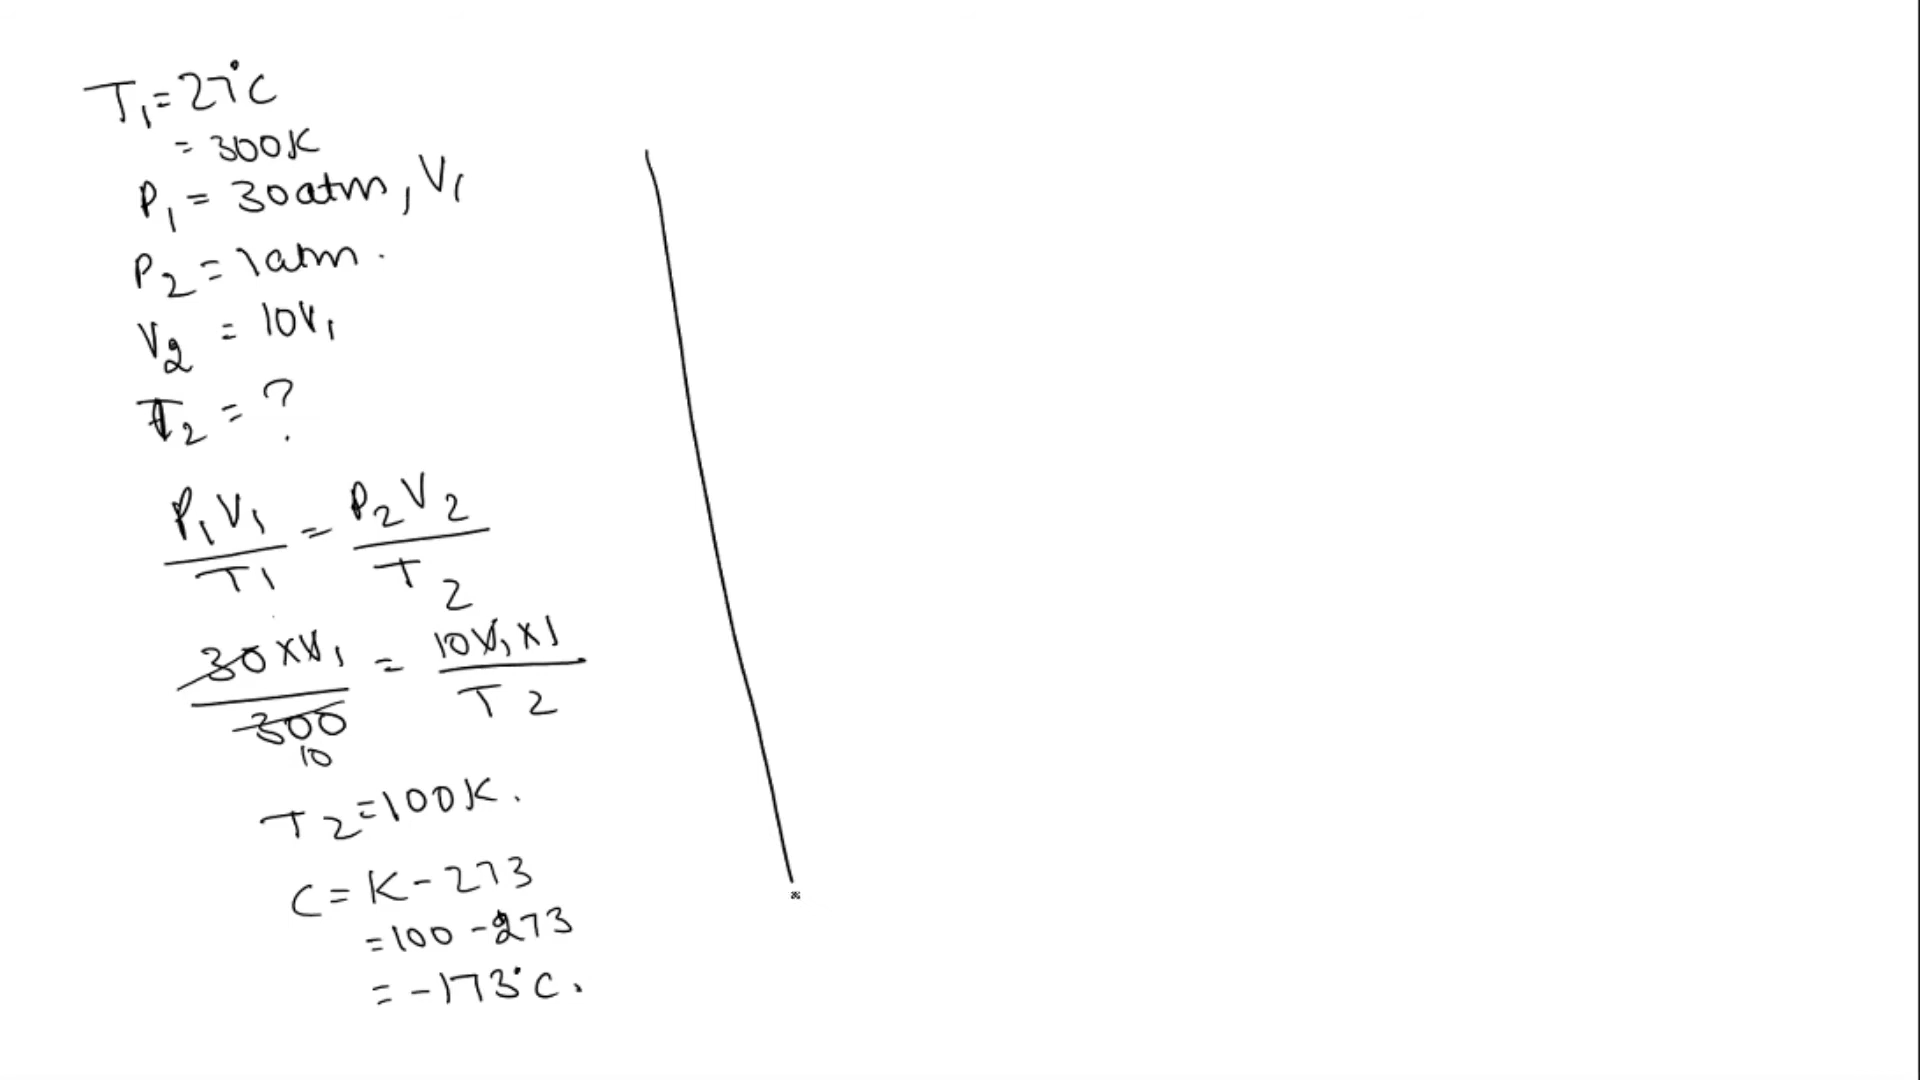 T₁ = 27°C
= 300K
P₁ = 30atm, V₁
P₂ = 1atm.
V₂ = 10V₁
T₂ = ?
P₁V₁/T1 = P₂V₂/T2
30×V₁/300 = 10V₁×1/T2
10
T2 = 100K.
C = K - 273
= 100 - 273
= -173°C.